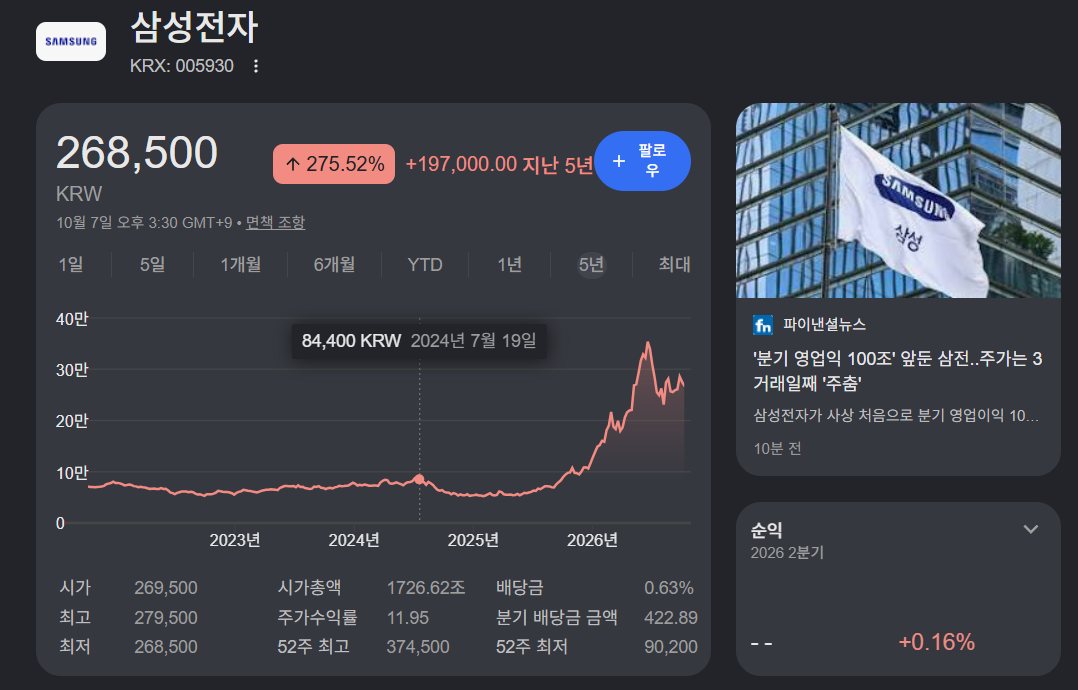 SAMSUNG
삼성전자
KRX: 005930
268,500
KRW
↑ 275.52%
+197,000.00 지난 5년
+ 팔로
우
10월 7일 오후 3:30 GMT+9 • 면책 조항
1일 5일 1개월 6개월 YTD 1년 5년 최대
40만
30만
20만
10만
0
84,400 KRW 2024년 7월 19일
2023년 2024년 2025년 2026년
시가 269,500 시가총액 1726.62조 배당금 0.63%
최고 279,500 주가수익률 11.95 분기 배당금 금액 422.89
최저 268,500 52주 최고 374,500 52주 최저 90,200
SAMSUNG
삼성
fn 파이낸셜뉴스
'분기 영업익 100조' 앞둔 삼전..주가는 3
거래일째 '주춤'
삼성전자가 사상 처음으로 분기 영업이익 10...
10분 전
순익
2026 2분기
- -
+0.16%